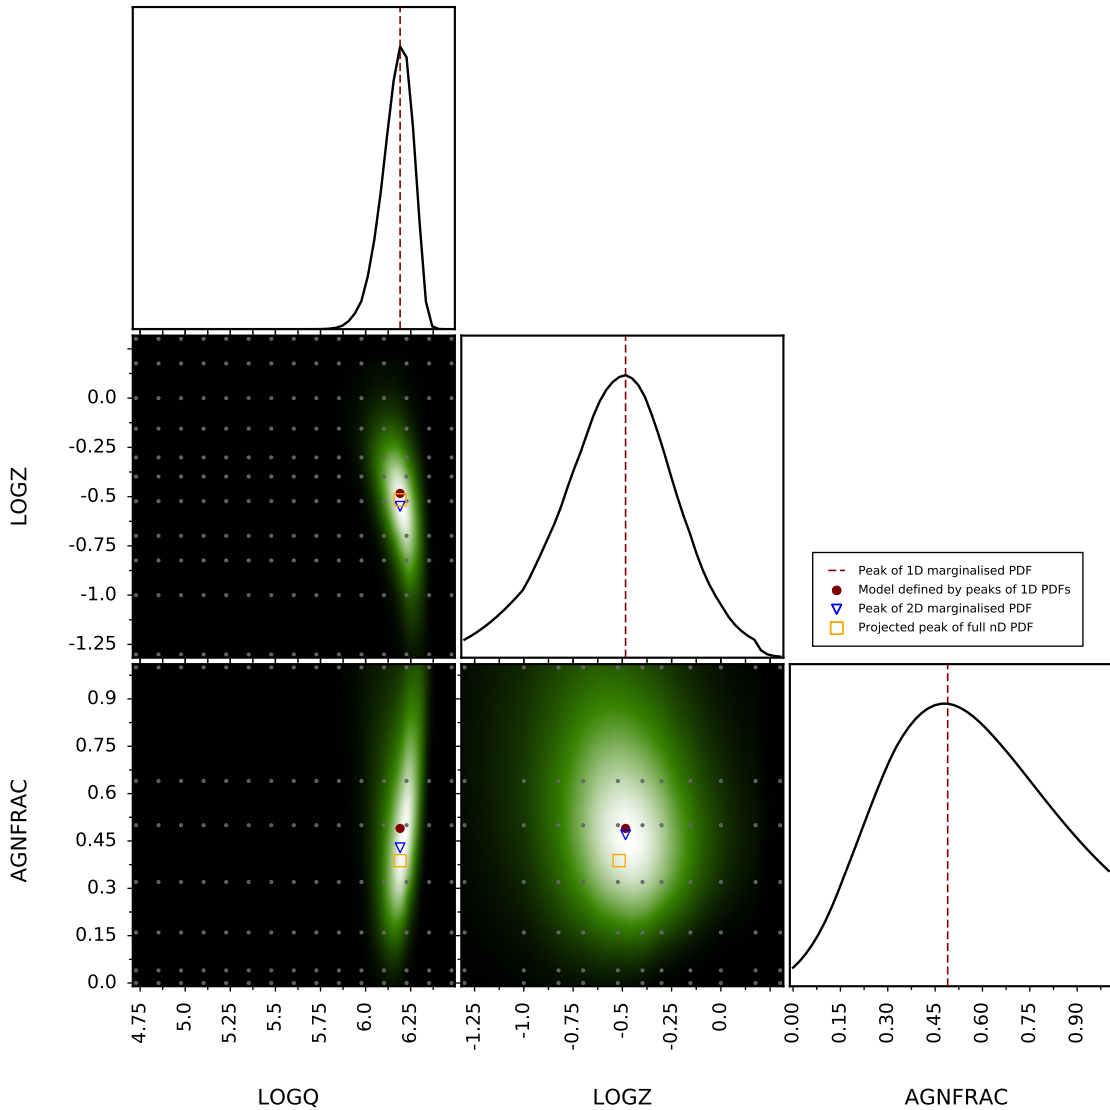 0.0
-0.25
-0.5
-0.75
-1.0
-1.25
LOGZ
Peak of 1D marginalised PDF
Model defined by peaks of 1D PDFs
Peak of 2D marginalised PDF
Projected peak of full nD PDF
0.9
0.75
0.6
0.45
0.3
0.15
0.0
AGNFRAC
4.75 5.0 5.25 5.5 5.75 6.0 6.25
-1.25 -1.0 -0.75 -0.5 -0.25 0.0
0.00 0.15 0.30 0.45 0.60 0.75 0.90
LOGQ LOGZ AGNFRAC